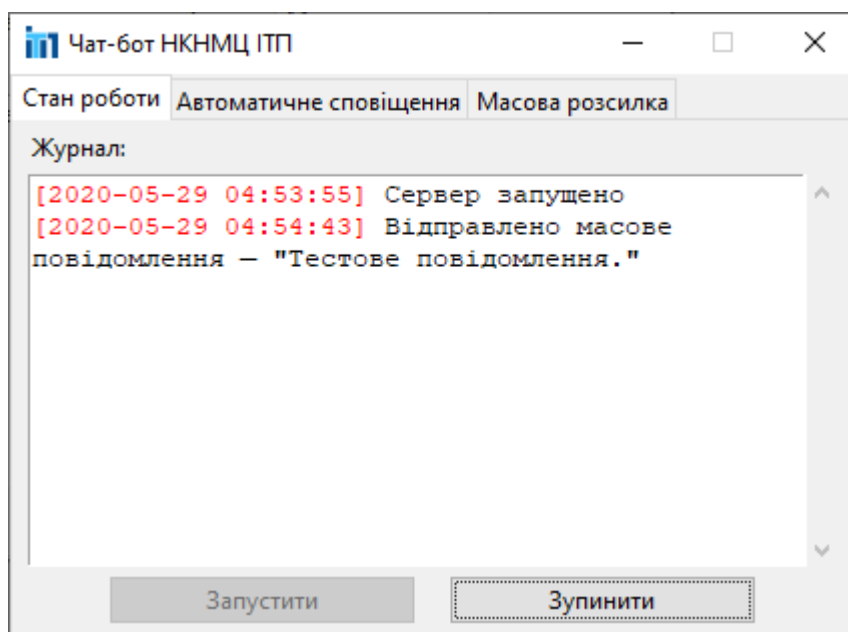 ітп Чат-бот НКНМЦ ІТП
Стан роботи Автоматичне сповіщення Масова розсилка
Журнал:
[2020-05-29 04:53:55] Сервер запущено
[2020-05-29 04:54:43] Відправлено масове
повідомлення — "Тестове повідомлення."
Запустити Зупинити